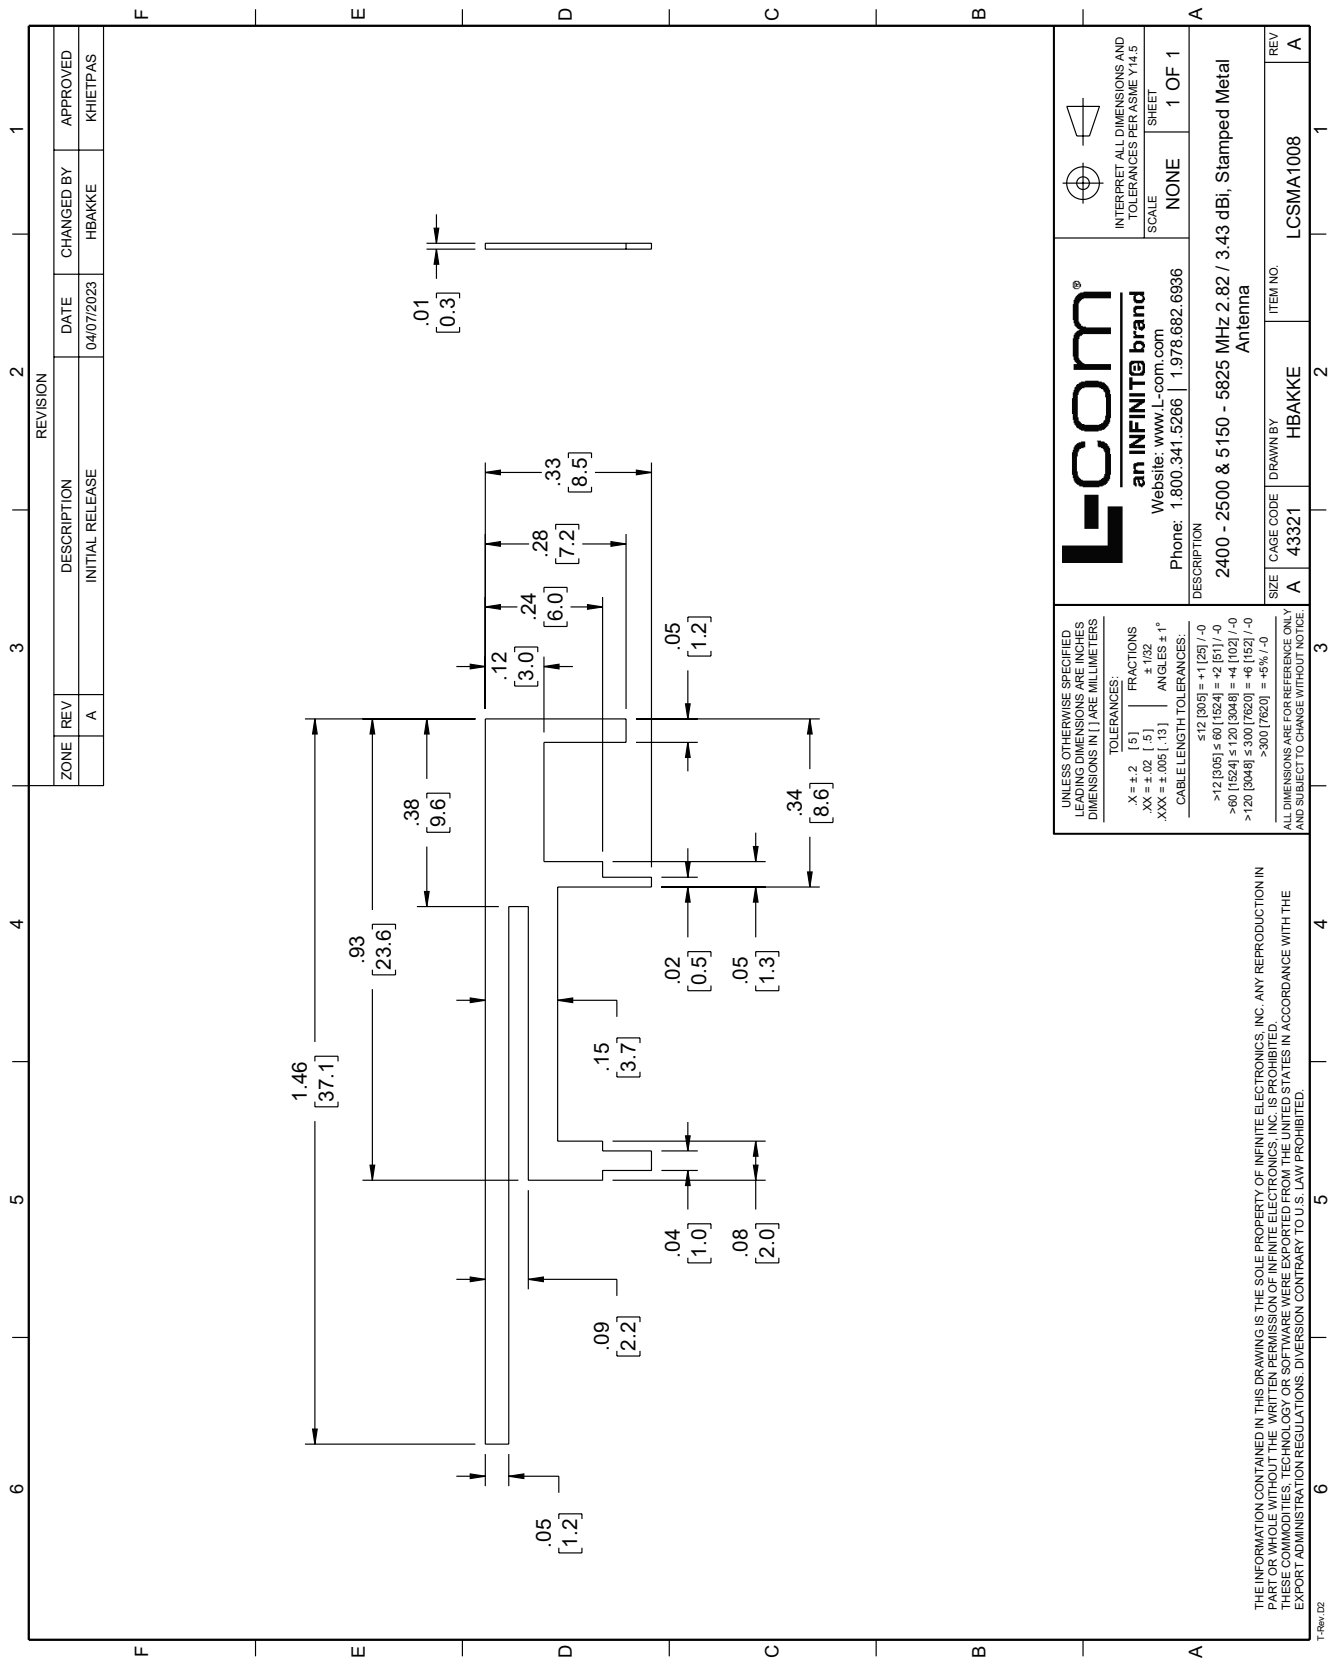 6 5 4 3 2 1
F
E
D
C
B
A
REVISION
ZONE REV DESCRIPTION DATE CHANGED BY APPROVED
A INITIAL RELEASE 04/07/2023 HBAKKE KHIETPAS
1.46
[37.1]
.93
[23.6]
.38
[9.6]
.01
[0.3]
.05
[1.2]
.09
[2.2]
.15
[3.7]
.12
[3.0]
.24
[6.0]
.28
[7.2]
.33
[8.5]
.04
[1.0]
.08
[2.0]
.02
[0.5]
.05
[1.3]
.05
[1.2]
.34
[8.6]
THE INFORMATION CONTAINED IN THIS DRAWING IS THE SOLE PROPERTY OF INFINITE ELECTRONICS, INC. ANY REPRODUCTION IN
PART OR WHOLE WITHOUT THE WRITTEN PERMISSION OF INFINITE ELECTRONICS, INC. IS PROHIBITED.
THESE COMMODITIES, TECHNOLOGY OR SOFTWARE WERE EXPORTED FROM THE UNITED STATES IN ACCORDANCE WITH THE
EXPORT ADMINISTRATION REGULATIONS. DIVERSION CONTRARY TO U.S. LAW PROHIBITED.
UNLESS OTHERWISE SPECIFIED
LEADING DIMENSIONS ARE INCHES
DIMENSIONS IN [ ] ARE MILLIMETERS
TOLERANCES:
.X = ±.2 [ 5 ] FRACTIONS
.XX = ±.02 [ .5 ] ± 1/32
.XXX = ±.005 [ .13 ] ANGLES ± 1°
CABLE LENGTH TOLERANCES:
≤12 [305] = +1 [25] / -0
>12 [305] ≤ 60 [1524] = +2 [51] / -0
>60 [1524] ≤ 120 [3048] = +4 [102] / -0
>120 [3048] ≤ 300 [7620] = +6 [152] / -0
>300 [7620] = +5% / -0
ALL DIMENSIONS ARE FOR REFERENCE ONLY
AND SUBJECT TO CHANGE WITHOUT NOTICE.
L-com®
an INFINITE brand
Website: www.L-com.com
Phone: 1.800.341.5266 | 1.978.682.6936
INTERPRET ALL DIMENSIONS AND
TOLERANCES PER ASME Y14.5
SCALE
NONE
SHEET
1 OF 1
DESCRIPTION
2400 - 2500 & 5150 - 5825 MHz 2.82 / 3.43 dBi, Stamped Metal
Antenna
SIZE
A
CAGE CODE
43321
DRAWN BY
HBAKKE
ITEM NO.
LCSMA1008
REV
A
F
E
D
C
B
A
T-Rev. D2
6 5 4 3 2 1